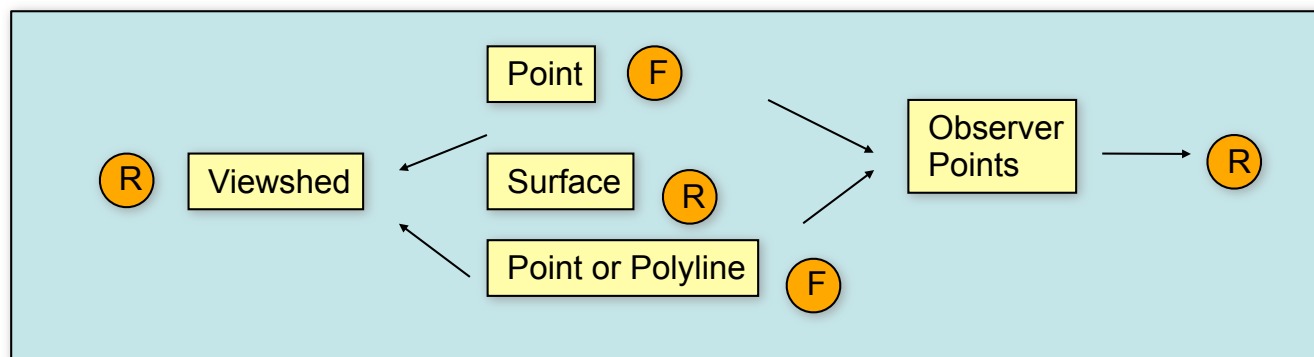 Point
F
Observer
Points
R
Viewshed
Surface
R
R
Point or Polyline
F